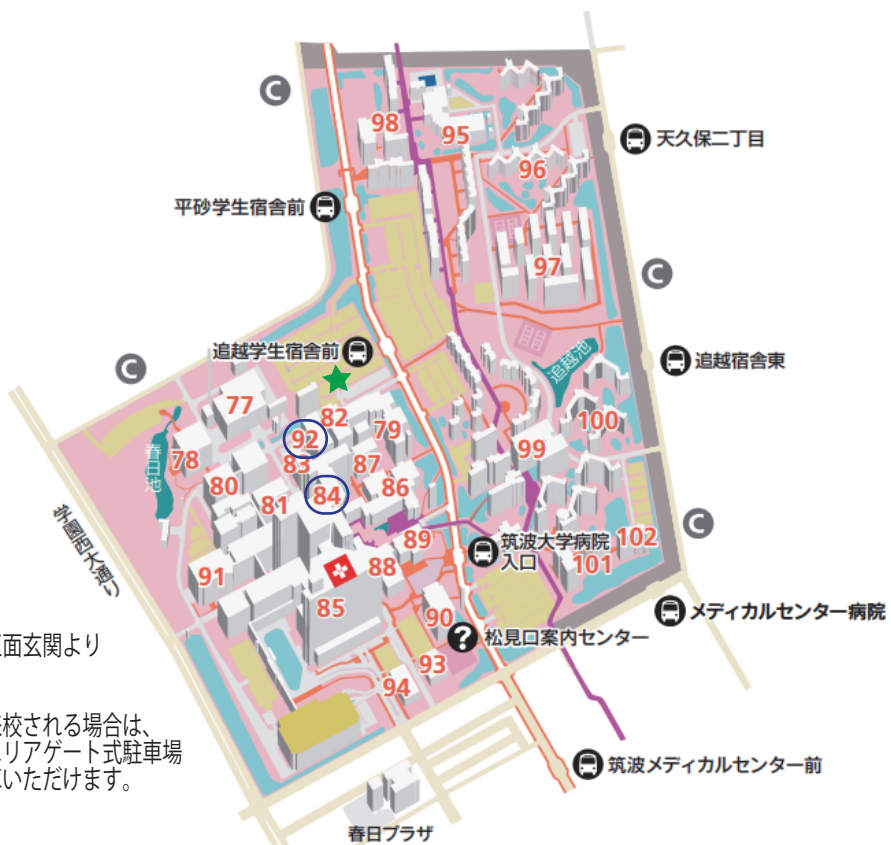 C
98
95
天久保二丁目
96
平砂学生宿舎前
97
C
追越学生宿舎前
追越池
追越宿舎東
C
77
82
92
79
100
78
春日池
83
87
99
80
84
86
81
学園西大通り
89
筑波大学病院
入口
C
102
91
88
101
85
90
メディカルセンター病院
?
松見口案内センター
面玄関より
93
94
校される場合は、
リアゲート式駐車場
いただけます。
筑波メディカルセンター前
春日プラザ